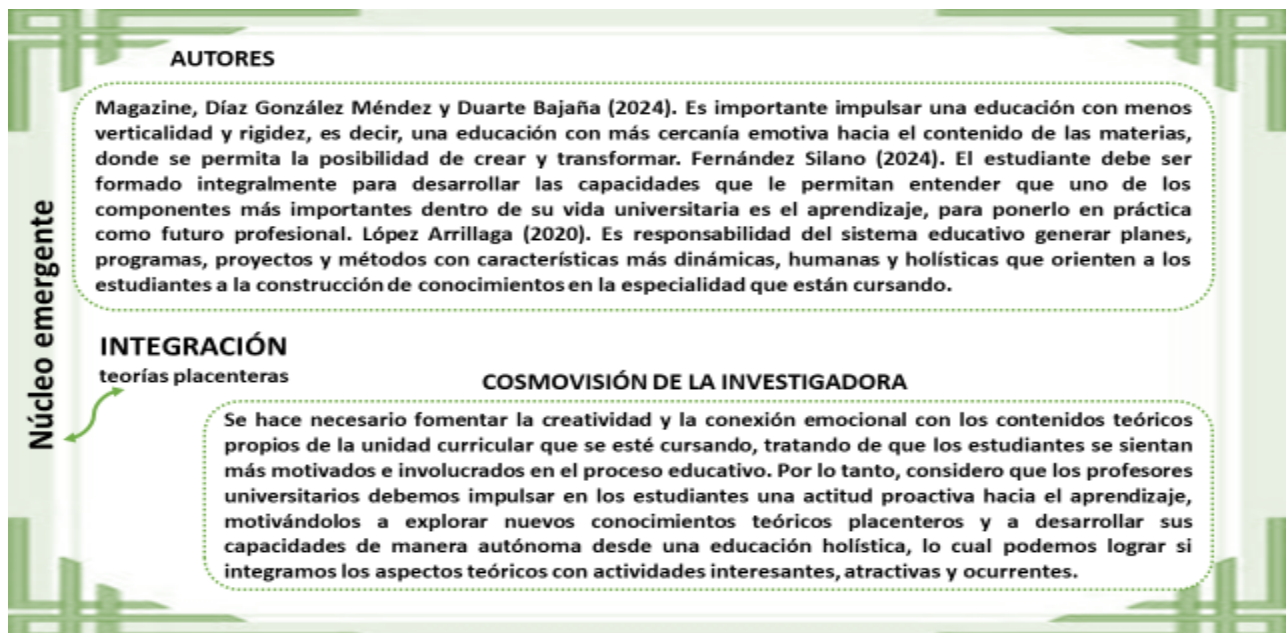 AUTORES
Magazine, Díaz González Méndez y Duarte Bajaña (2024). Es importante impulsar una educación con menos
verticalidad y rigidez, es decir, una educación con más cercanía emotiva hacia el contenido de las materias,
donde se permita la posibilidad de crear y transformar. Fernández Silano (2024). El estudiante debe ser
formado integralmente para desarrollar las capacidades que le permitan entender que uno de los
componentes más importantes dentro de su vida universitaria es el aprendizaje, para ponerlo en práctica
como futuro profesional. López Arrillaga (2020). Es responsabilidad del sistema educativo generar planes,
programas, proyectos y métodos con características más dinámicas, humanas y holísticas que orienten a los
estudiantes a la construcción de conocimientos en la especialidad que están cursando.
Núcleo emergente
INTEGRACIÓN
teorías placenteras
COSMOVISIÓN DE LA INVESTIGADORA
Se hace necesario fomentar la creatividad y la conexión emocional con los contenidos teóricos
propios de la unidad curricular que se esté cursando, tratando de que los estudiantes se sientan
más motivados e involucrados en el proceso educativo. Por lo tanto, considero que los profesores
universitarios debemos impulsar en los estudiantes una actitud proactiva hacia el aprendizaje,
motivándolos a explorar nuevos conocimientos teóricos placenteros y a desarrollar sus
capacidades de manera autónoma desde una educación holística, lo cual podemos lograr si
integramos los aspectos teóricos con actividades interesantes, atractivas y ocurrentes.